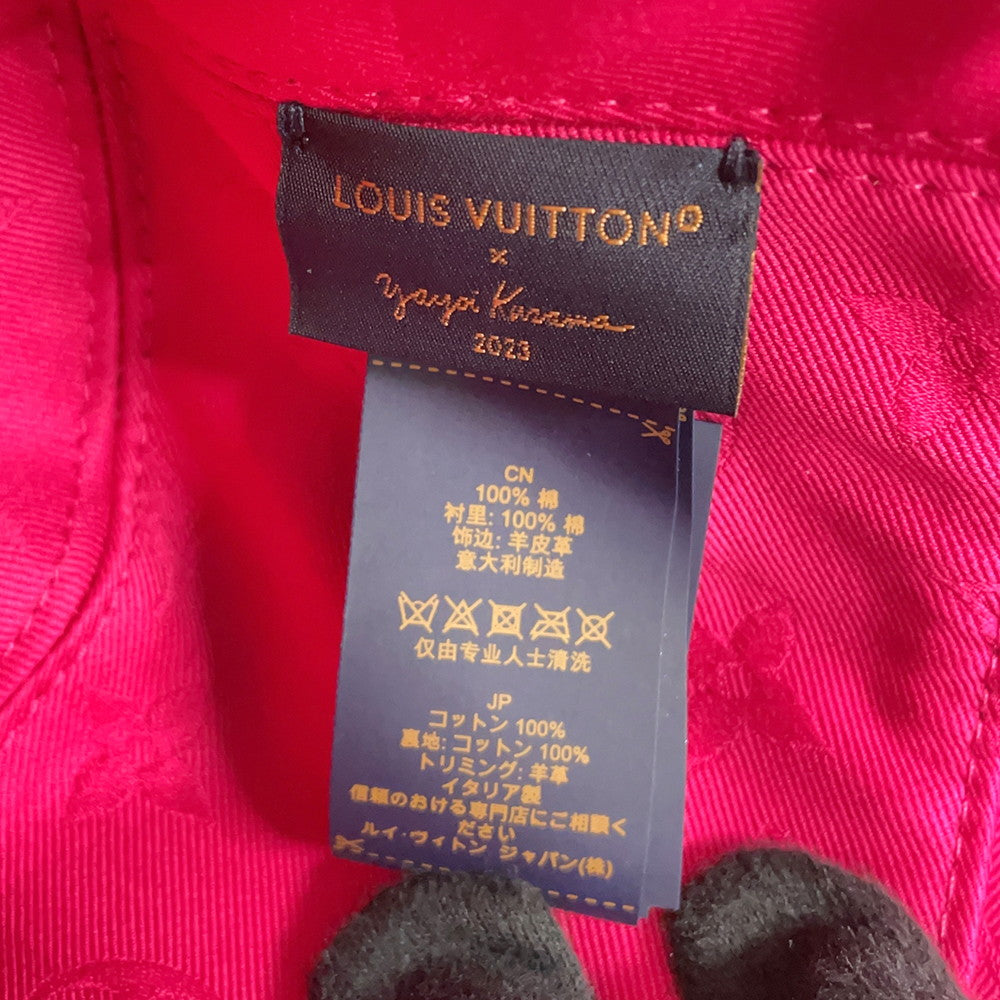 LOUIS VUITTON
×
Yayoi Kusama
2023
CN
100% 棉
衬里: 100% 棉
饰边: 羊皮革
意大利制造
仅由专业人士清洗
JP
コットン 100%
裏地: コットン 100%
トリミング: 羊革
イタリア製
信頼のおける専門店にご相談く
ださい
ルイ・ヴィトン ジャパン(株)